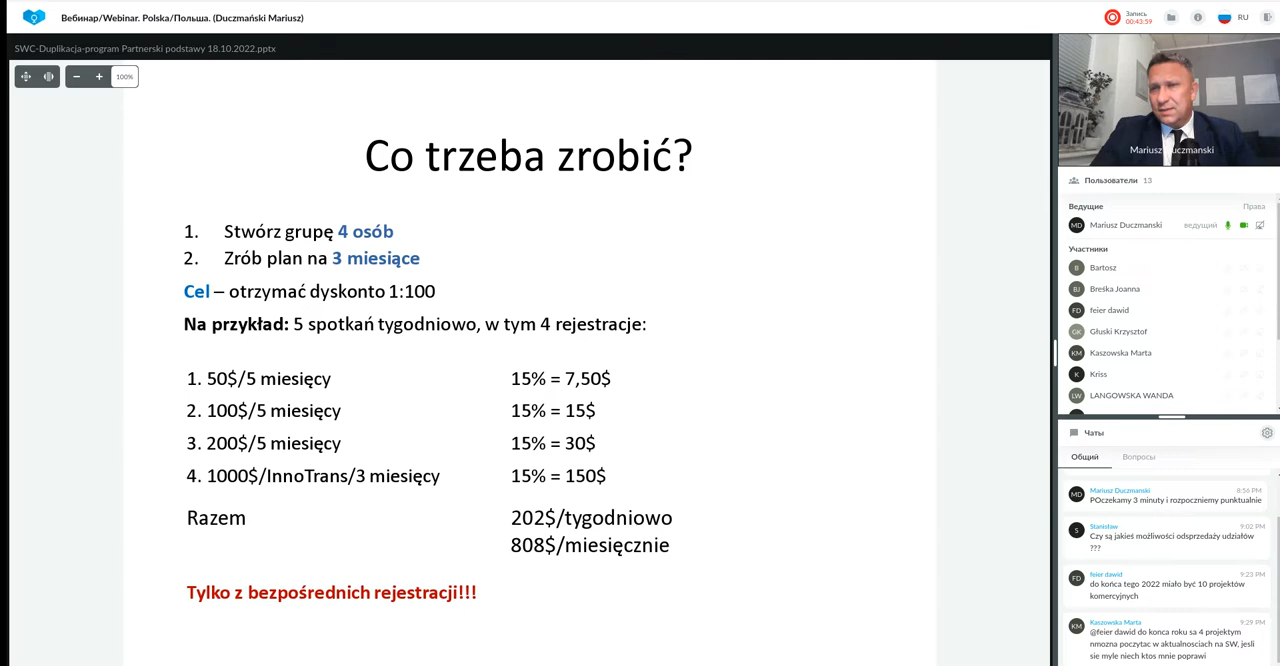 Вебинар/Webinar. Polska/Польша. (Duczmański Mariusz)
Запись
00:43:59
RU
SWC-Duplikacja-program Partnerski podstawy 18.10.2022.pptx
100%
Co trzeba zrobić?
1. Stwórz grupę 4 osób
2. Zrób plan na 3 miesiące
Cel – otrzymać dyskonto 1:100
Na przykład: 5 spotkań tygodniowo, w tym 4 rejestracje:
1. 50$/5 miesięcy 15% = 7,50$
2. 100$/5 miesięcy 15% = 15$
3. 200$/5 miesięcy 15% = 30$
4. 1000$/InnoTrans/3 miesięcy 15% = 150$
Razem 202$/tygodniowo
808$/miesięcznie
Tylko z bezpośrednich rejestracji!!!
Mariusz Duczmanski
Пользователи 13
Ведущие Права
MD Mariusz Duczmanski ведущий
Участники
B Bartosz
BJ Breśka Joanna
FD feier dawid
GK Głuski Krzysztof
KM Kaszowska Marta
K Kriss
LW LANGOWSKA WANDA
Чаты
Общий Вопросы
MD Mariusz Duczmanski 8:56 PM
POczekamy 3 minuty i rozpoczniemy punktualnie
S Stanisław 9:02 PM
Czy są jakieś możliwości odsprzedaży udziałów
???
FD feier dawid 9:23 PM
do końca tego 2022 miało być 10 projektów
komercyjnych
KM Kaszowska Marta 9:29 PM
@feier dawid do konca roku sa 4 projektym
nmozna poczytac w aktualnosciach na SW, jesli
sie myle niech ktos mnie poprawi